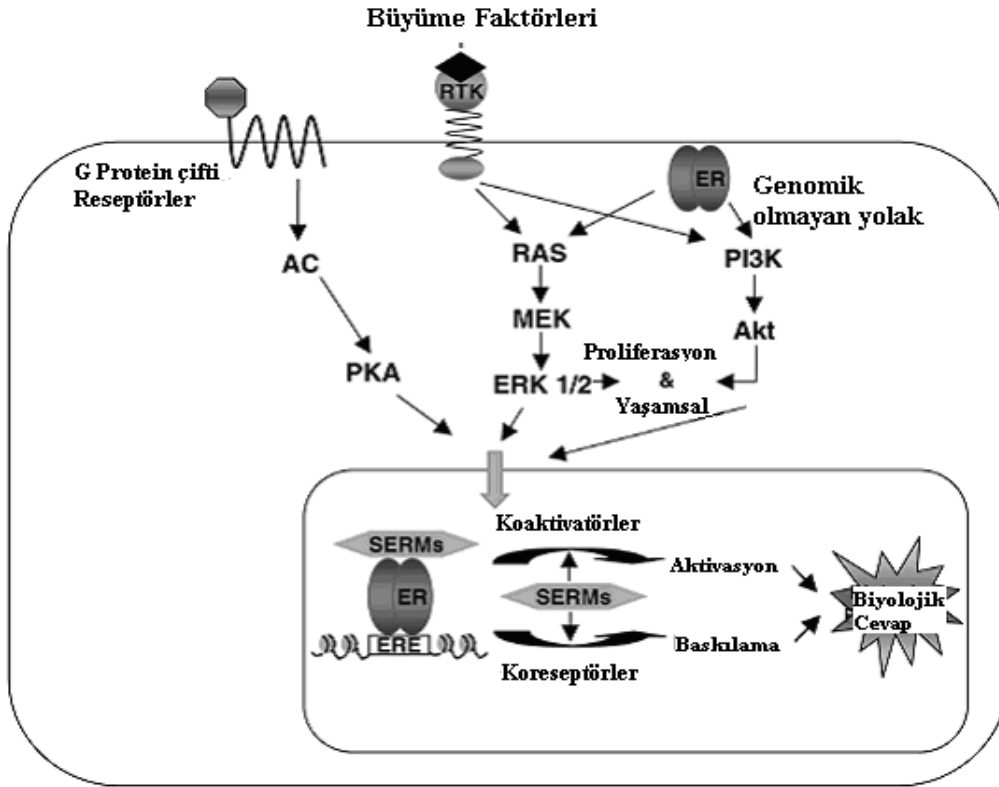 Büyüme Faktörleri
RTK
G Protein çifti
Reseptörler
ER
Genomik
olmayan yolak
AC
RAS
PI3K
MEK
Akt
PKA
ERK 1/2
Proliferasyon
&
Yaşamsal
Koaktivatörler
SERMs
Aktivasyon
ER
SERMs
Biyolojik
Cevap
ERE
Baskılama
Koreseptörler